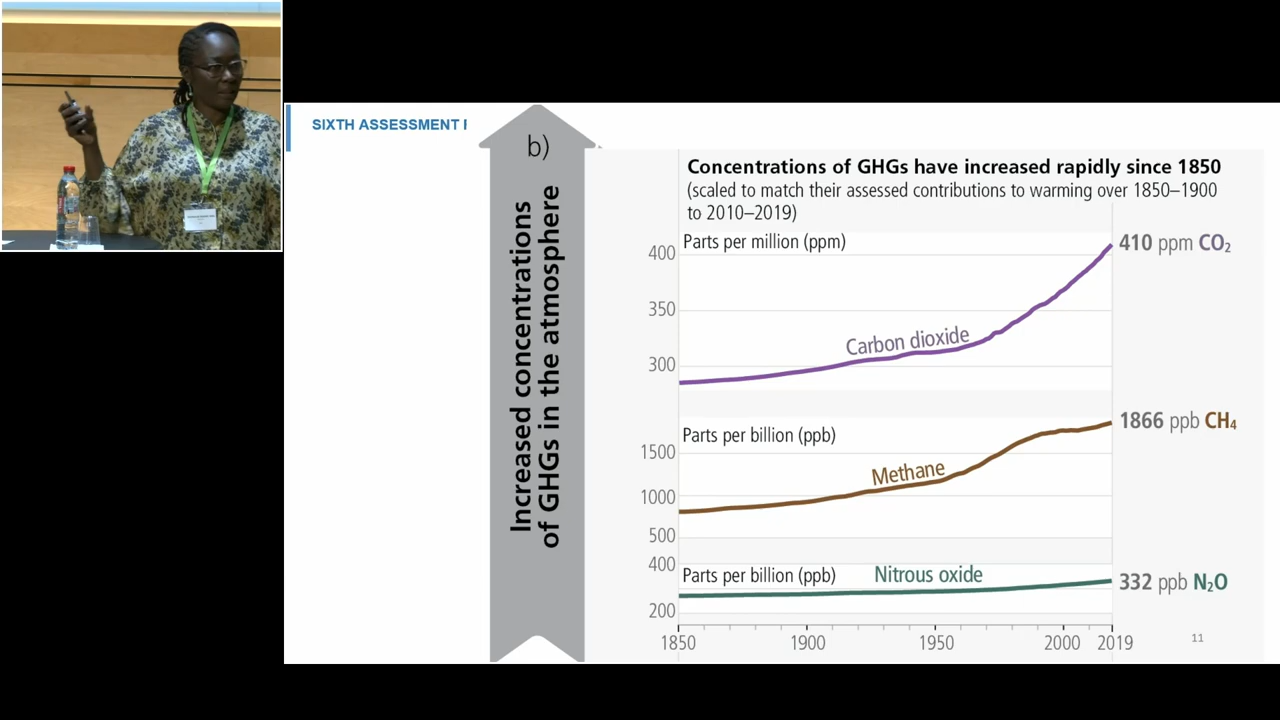 SIXTH ASSESSMENT
b)
Increased concentrations
of GHGs in the atmosphere
Concentrations of GHGs have increased rapidly since 1850
(scaled to match their assessed contributions to warming over 1850–1900
to 2010–2019)
Parts per million (ppm)
400
350
300
Carbon dioxide
410 ppm CO₂
Parts per billion (ppb)
1500
1000
500
Methane
1866 ppb CH₄
400
Parts per billion (ppb)
Nitrous oxide
332 ppb N₂O
200
1850 1900 1950 2000 2019
11